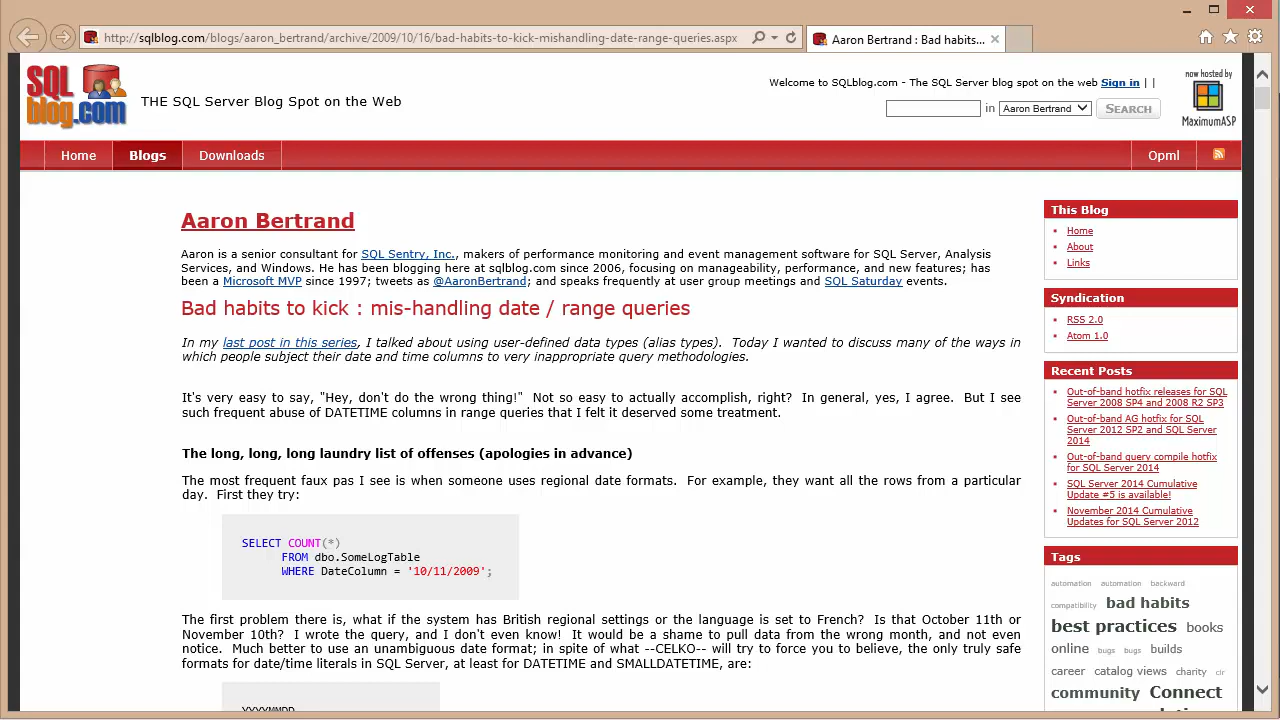 http://sqlblog.com/blogs/aaron_bertrand/archive/2009/10/16/bad-habits-to-kick-mishandling-date-range-queries.aspx
Aaron Bertrand : Bad habits...
SQL
blog.com
THE SQL Server Blog Spot on the Web
Welcome to SQLblog.com - The SQL Server blog spot on the web Sign in | |
in Aaron Bertrand SEARCH
now hosted by
MaximumASP
Home Blogs Downloads Opml
Aaron Bertrand
Aaron is a senior consultant for SQL Sentry, Inc., makers of performance monitoring and event management software for SQL Server, Analysis
Services, and Windows. He has been blogging here at sqlblog.com since 2006, focusing on manageability, performance, and new features; has
been a Microsoft MVP since 1997; tweets as @AaronBertrand; and speaks frequently at user group meetings and SQL Saturday events.
Bad habits to kick : mis-handling date / range queries
In my last post in this series, I talked about using user-defined data types (alias types). Today I wanted to discuss many of the ways in
which people subject their date and time columns to very inappropriate query methodologies.
It's very easy to say, "Hey, don't do the wrong thing!" Not so easy to actually accomplish, right? In general, yes, I agree. But I see
such frequent abuse of DATETIME columns in range queries that I felt it deserved some treatment.
The long, long, long laundry list of offenses (apologies in advance)
The most frequent faux pas I see is when someone uses regional date formats. For example, they want all the rows from a particular
day. First they try:
SELECT COUNT(*)
FROM dbo.SomeLogTable
WHERE DateColumn = '10/11/2009';
The first problem there is, what if the system has British regional settings or the language is set to French? Is that October 11th or
November 10th? I wrote the query, and I don't even know! It would be a shame to pull data from the wrong month, and not even
notice. Much better to use an unambiguous date format; in spite of what --CELKO-- will try to force you to believe, the only truly safe
formats for date/time literals in SQL Server, at least for DATETIME and SMALLDATETIME, are:
YYYYMMDD
This Blog
Home
About
Links
Syndication
RSS 2.0
Atom 1.0
Recent Posts
Out-of-band hotfix releases for SQL
Server 2008 SP4 and 2008 R2 SP3
Out-of-band AG hotfix for SQL
Server 2012 SP2 and SQL Server
2014
Out-of-band query compile hotfix
for SQL Server 2014
SQL Server 2014 Cumulative
Update #5 is available!
November 2014 Cumulative
Updates for SQL Server 2012
Tags
automation automation backward
compatibility bad habits
best practices books
online bugs bugs builds
career catalog views charity clr
community Connect